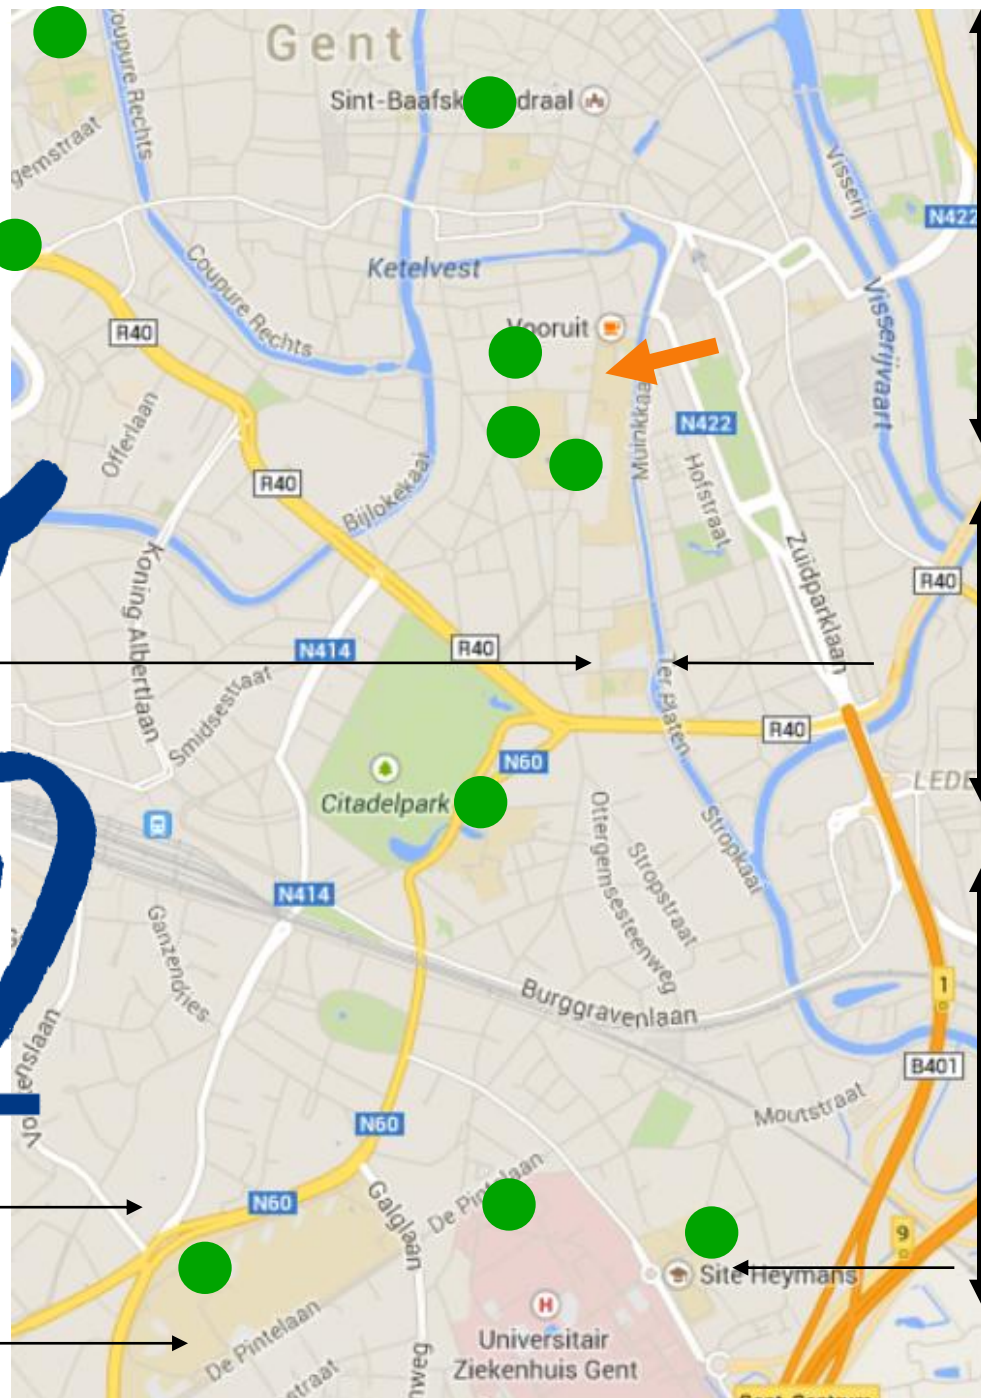 Gent
Coupure Rechts
Sint-Baafsk draal
gemstraat
Visserij
N422
Ketelvest
Coupure Rechts
Visserijvaart
R40
Vooruit
Offerlaan
Muinkkaai
N422
Hofstraat
R40
Bijlokekaai
Koning Albertlaan
Zuidparklaan
R40
N414
R40
Smidsestraat
Ter Platen
R40
N60
LEDE
Citadelpark
Ottergemsesteenweg
Stropstraat
Stropkaai
N414
Ganzendries
Burggravenlaan
1
B401
Moutstraat
N60
De Pintelaan
N60
Galglaan
9
Site Heymans
H
Universitair
Ziekenhuis Gent
De Pintelaan
straat
nweg